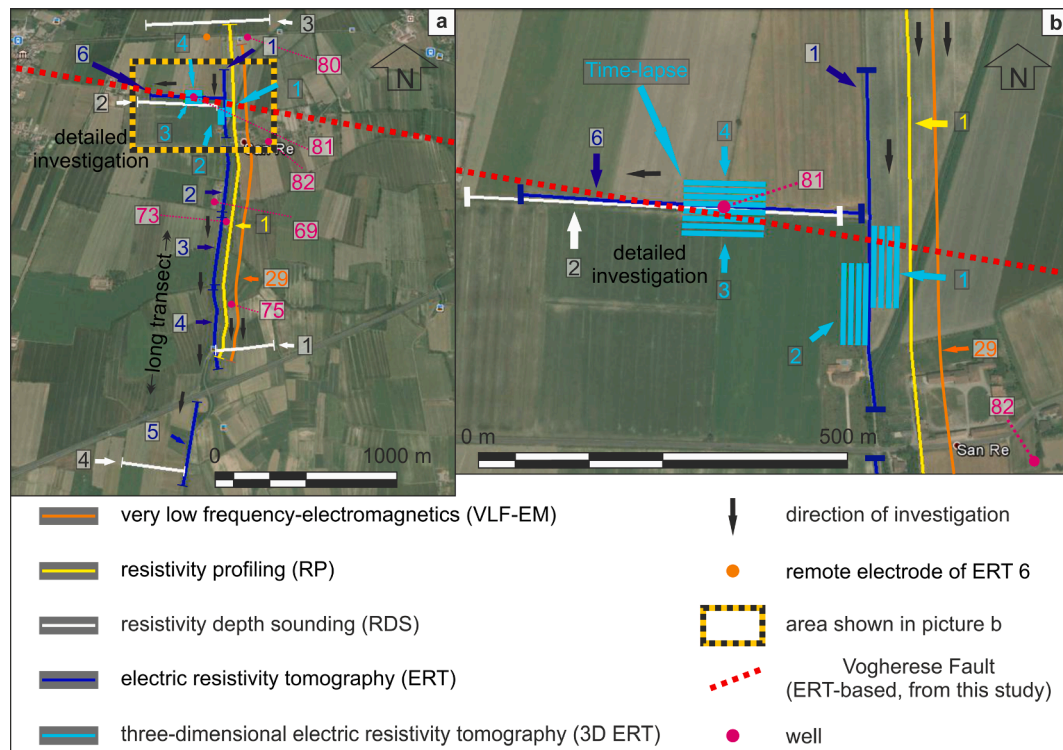 a
3
4
1
80
6
N
2
1
detailed
investigation
3
2
81
San Re
82
2
73
69
1
3
long transect
29
4
75
1
5
4
0
1000 m
b
1
N
Time-lapse
1
6
4
81
2
detailed
investigation
3
1
2
29
82
0 m
500 m
San Re
very low frequency-electromagnetics (VLF-EM)
resistivity profiling (RP)
resistivity depth sounding (RDS)
electric resistivity tomography (ERT)
three-dimensional electric resistivity tomography (3D ERT)
direction of investigation
remote electrode of ERT 6
area shown in picture b
Vogherese Fault
(ERT-based, from this study)
well